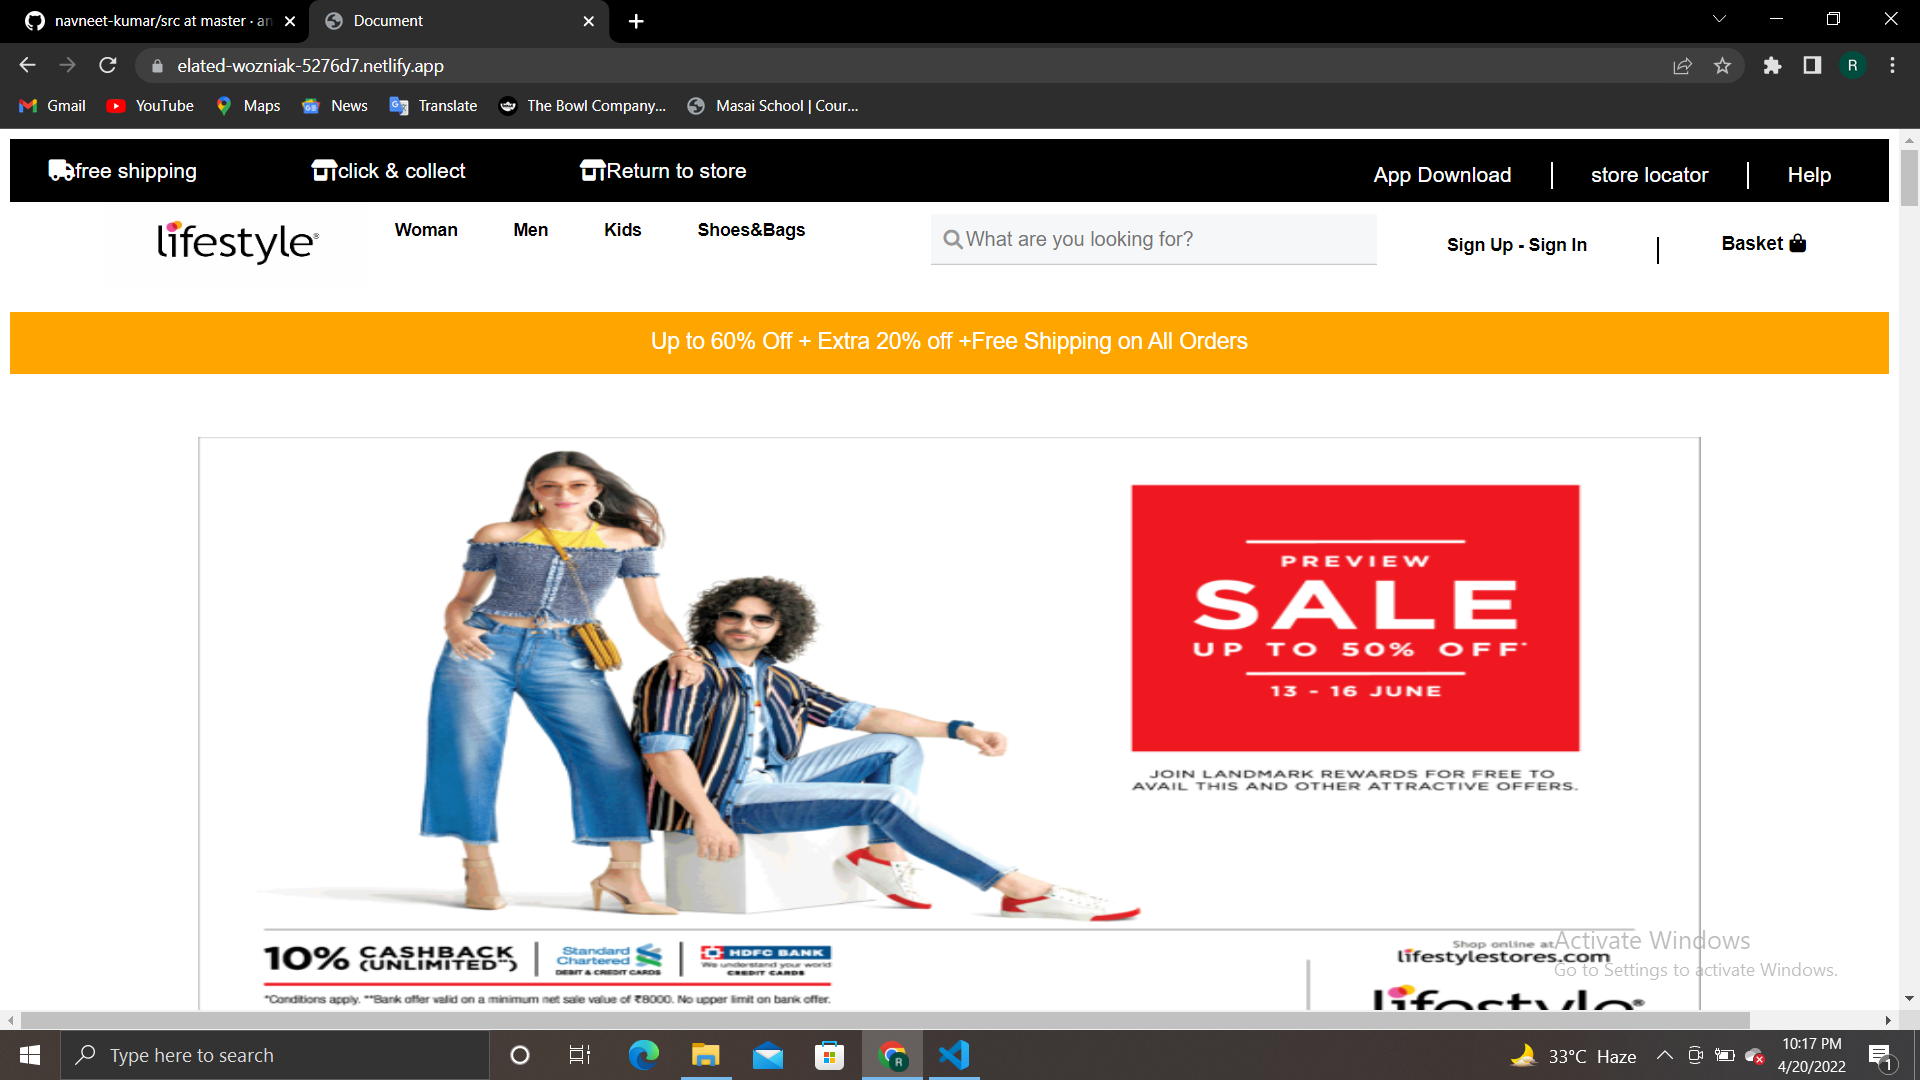 navneet-kumar/src at master · an
Document
elated-wozniak-5276d7.netlify.app
R
Gmail
YouTube
Maps
News
Translate
The Bowl Company...
Masai School | Cour...
free shipping
click & collect
Return to store
App Download
store locator
Help
lifestyle
Woman
Men
Kids
Shoes&Bags
What are you looking for?
Sign Up - Sign In
Basket
Up to 60% Off + Extra 20% off +Free Shipping on All Orders
PREVIEW
SALE
UP TO 50% OFF*
13 - 16 JUNE
JOIN LANDMARK REWARDS FOR FREE TO
AVAIL THIS AND OTHER ATTRACTIVE OFFERS.
10% CASHBACK
(UNLIMITED**)
Standard
Chartered
DEBIT & CREDIT CARDS
HDFC BANK
We understand your world
CREDIT CARDS
*Conditions apply. **Bank offer valid on a minimum net sale value of ₹8000. No upper limit on bank offer.
Shop online at
lifestylestores.com
lifestyle
Activate Windows
Go to Settings to activate Windows.
Type here to search
R
33°C Haze
10:17 PM
4/20/2022
1